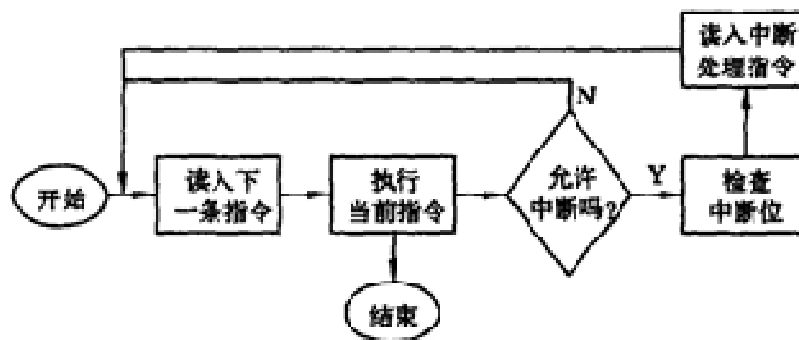 读入中断
处理指令
N
开始
读入下
一条指令
执行
当前指令
允许
中断吗?
Y
检查
中断位
结束